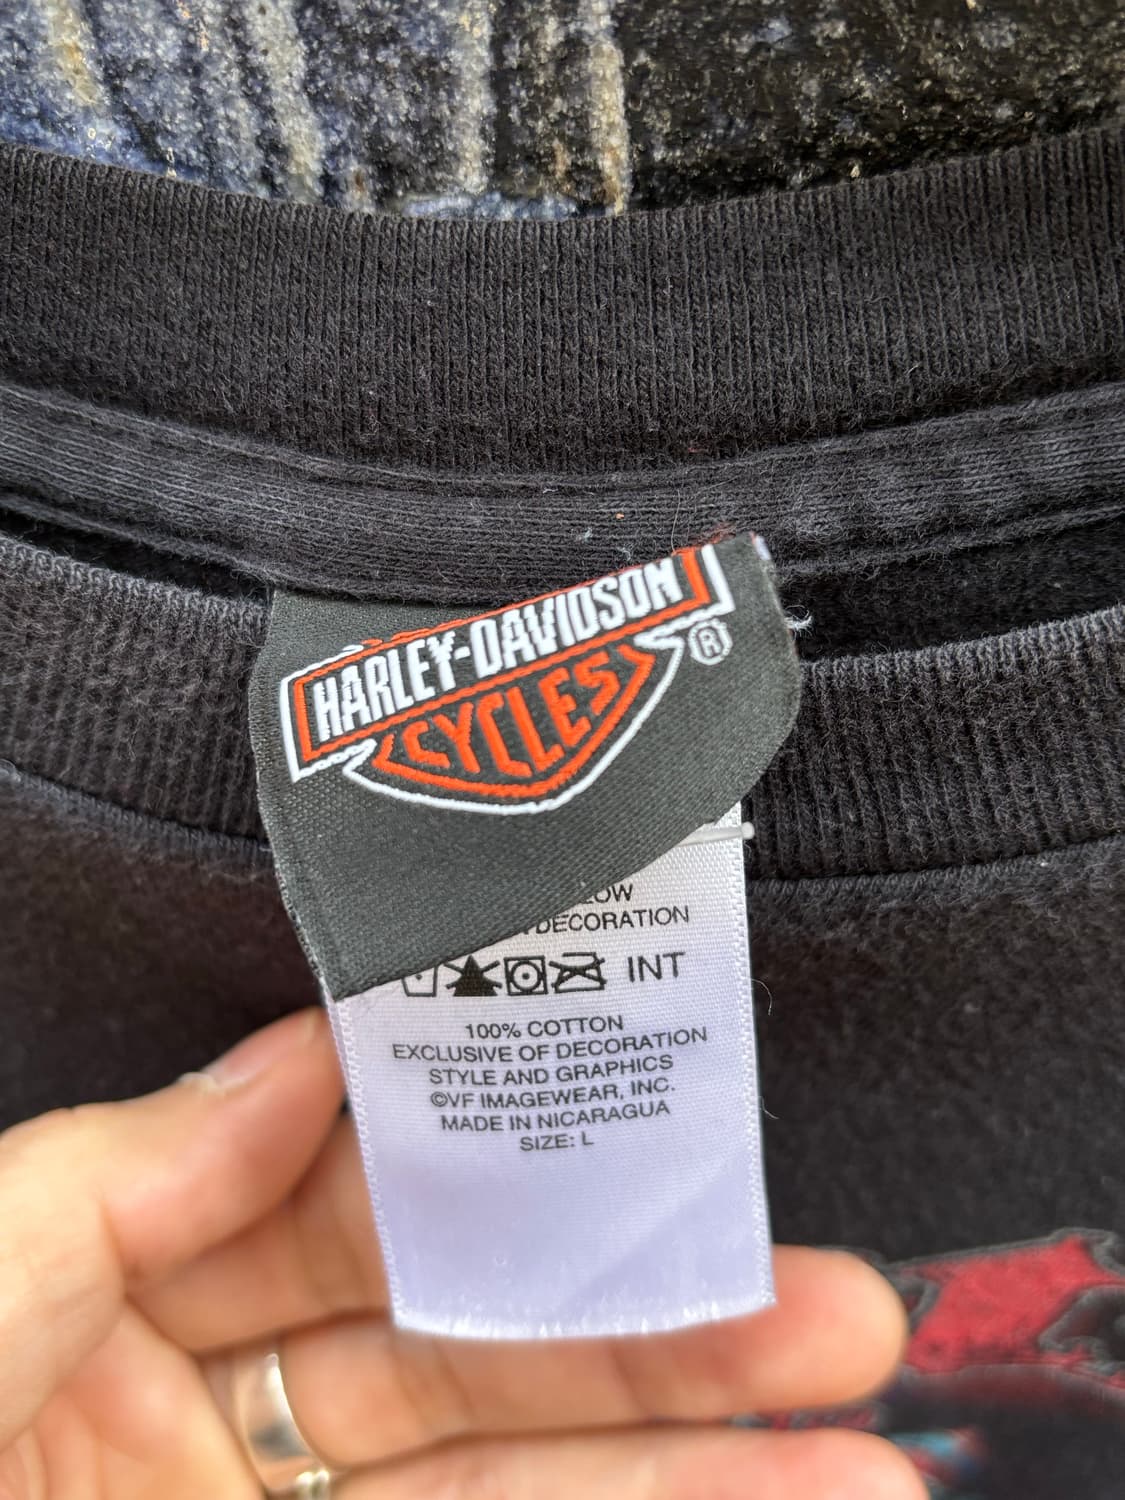 HARLEY-DAVIDSON
CYCLES
®
DECORATION
INT
100% COTTON
EXCLUSIVE OF DECORATION
STYLE AND GRAPHICS
©VF IMAGEWEAR, INC.
MADE IN NICARAGUA
SIZE: L